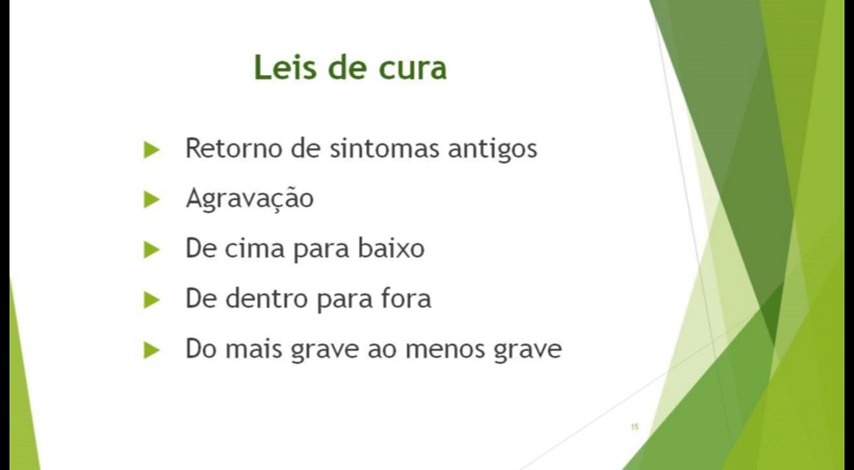 Leis de cura
Retorno de sintomas antigos
Agravação
De cima para baixo
De dentro para fora
Do mais grave ao menos grave
15